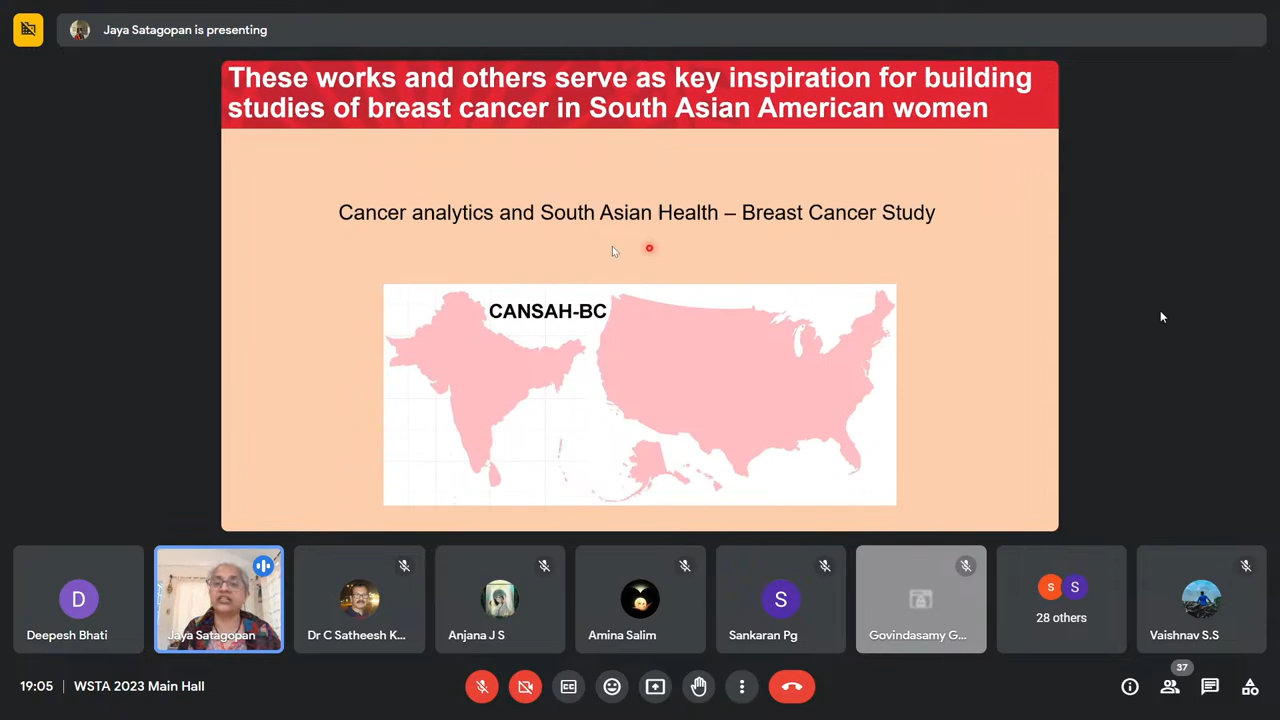 Jaya Satagopan is presenting
These works and others serve as key inspiration for building
studies of breast cancer in South Asian American women
Cancer analytics and South Asian Health – Breast Cancer Study
CANSAH-BC
D
S
s S
Deepesh Bhati
Jaya Satagopan
Dr C Satheesh K...
Anjana J S
Amina Salim
Sankaran Pg
Govindasamy G...
28 others
Vaishnav S.S
37
19:05 | WSTA 2023 Main Hall